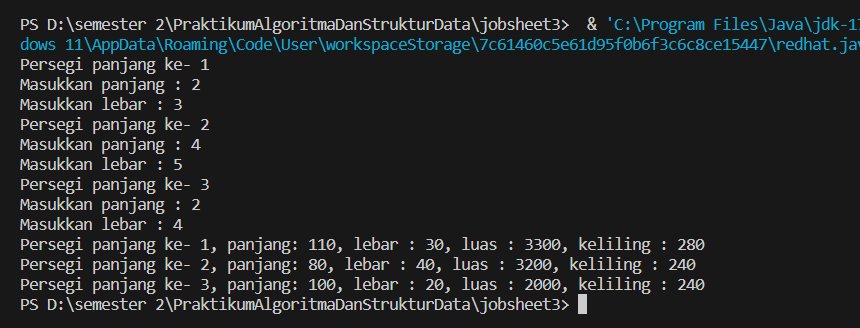 PS D:\semester 2\PraktikumAlgoritmaDanStrukturData\jobsheet3>  & 'C:\Program Files\Java\jdk-17
dows 11\AppData\Roaming\Code\User\workspaceStorage\7c61460c5e61d95f0b6f3c6c8ce15447\redhat.jav
Persegi panjang ke- 1
Masukkan panjang : 2
Masukkan lebar : 3
Persegi panjang ke- 2
Masukkan panjang : 4
Masukkan lebar : 5
Persegi panjang ke- 3
Masukkan panjang : 2
Masukkan lebar : 4
Persegi panjang ke- 1, panjang: 110, lebar : 30, luas : 3300, keliling : 280
Persegi panjang ke- 2, panjang: 80, lebar : 40, luas : 3200, keliling : 240
Persegi panjang ke- 3, panjang: 100, lebar : 20, luas : 2000, keliling : 240
PS D:\semester 2\PraktikumAlgoritmaDanStrukturData\jobsheet3>